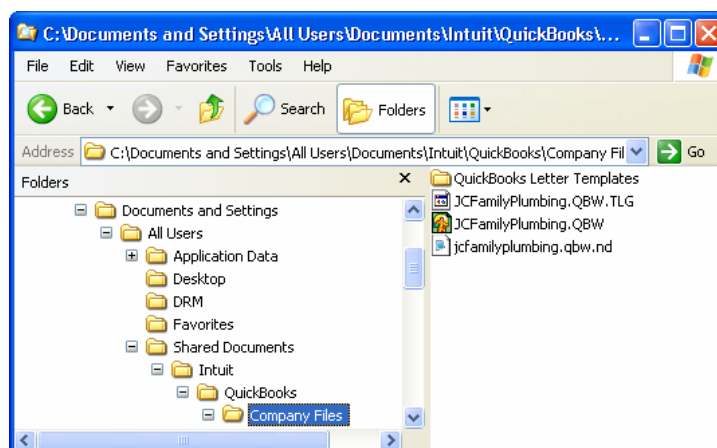 C:\Documents and Settings\All Users\Documents\Intuit\QuickBooks\...
File Edit View Favorites Tools Help
Back Search Folders
Address C:\Documents and Settings\All Users\Documents\Intuit\QuickBooks\Company Fil Go
Folders
Documents and Settings
All Users
Application Data
Desktop
DRM
Favorites
Shared Documents
Intuit
QuickBooks
Company Files
QuickBooks Letter Templates
JCFamilyPlumbing.QBW.TLG
JCFamilyPlumbing.QBW
jcfamilyplumbing.qbw.nd